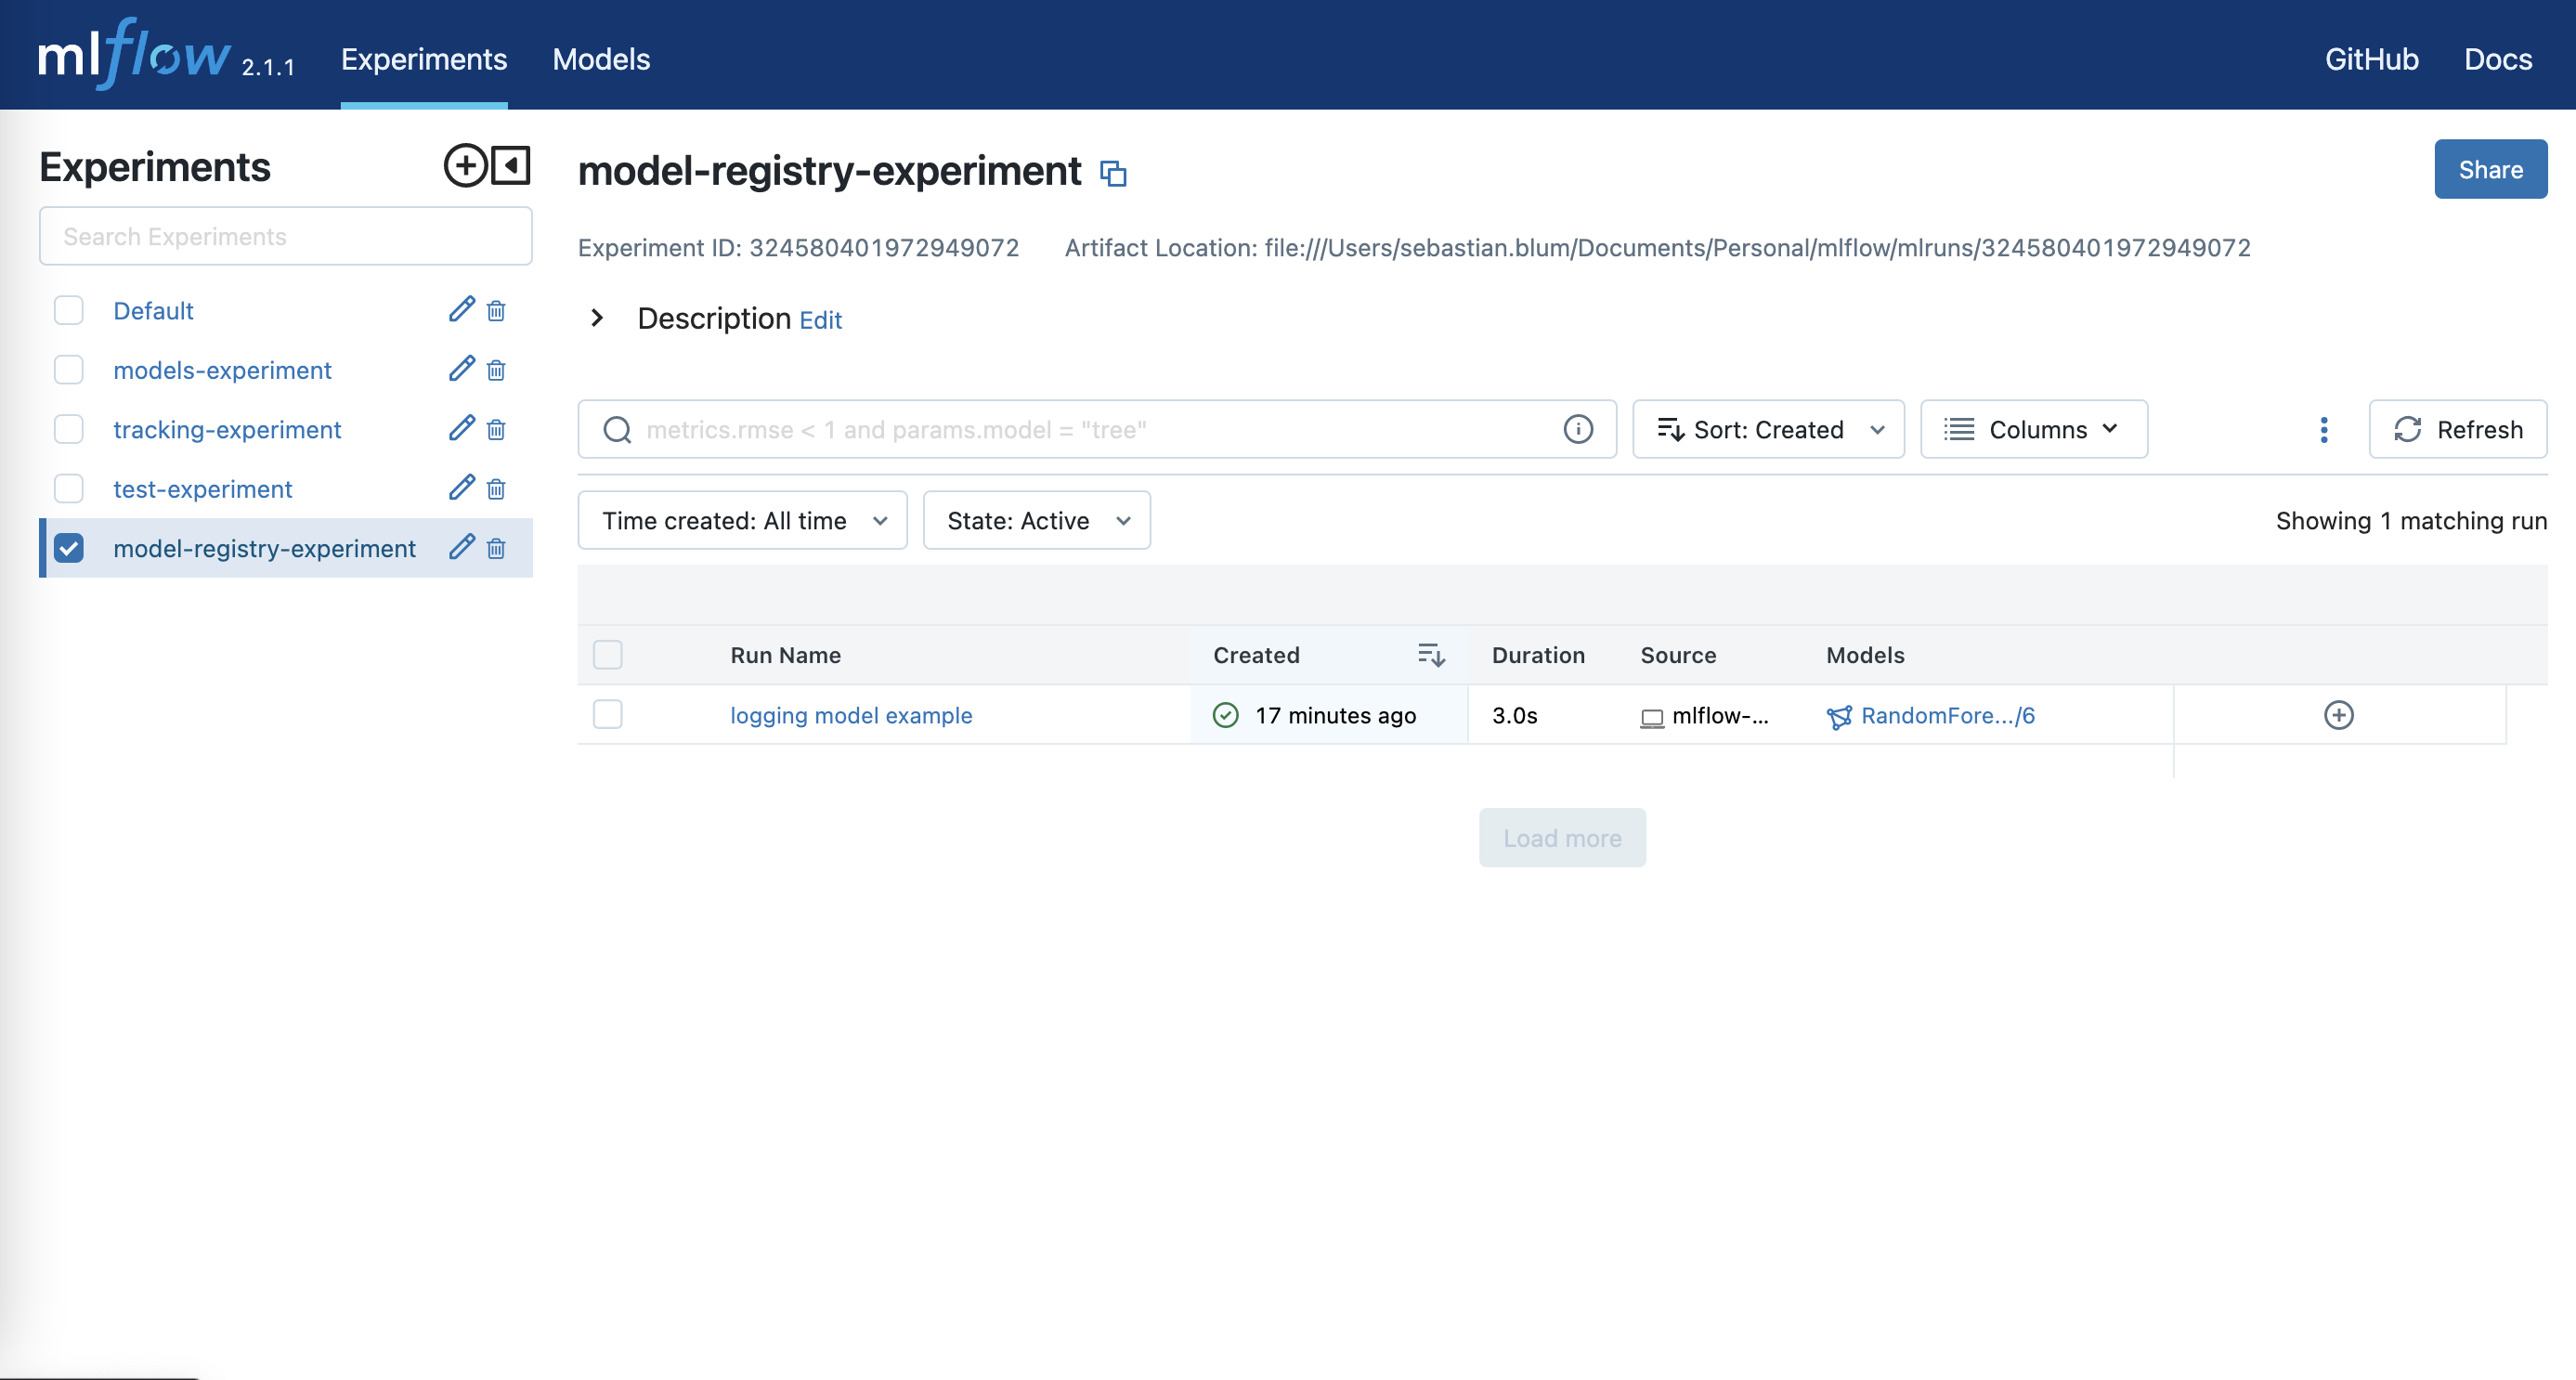 mlflow 2.1.1 Experiments Models GitHub Docs
Experiments
Search Experiments
Default
models-experiment
tracking-experiment
test-experiment
model-registry-experiment
model-registry-experiment
Share
Experiment ID: 324580401972949072 Artifact Location: file:///Users/sebastian.blum/Documents/Personal/mlflow/mlruns/324580401972949072
Description Edit
metrics.rmse < 1 and params.model = "tree" Sort: Created Columns Refresh
Time created: All time State: Active Showing 1 matching run
Run Name Created Duration Source Models
logging model example 17 minutes ago 3.0s mlflow-... RandomFore.../6
Load more